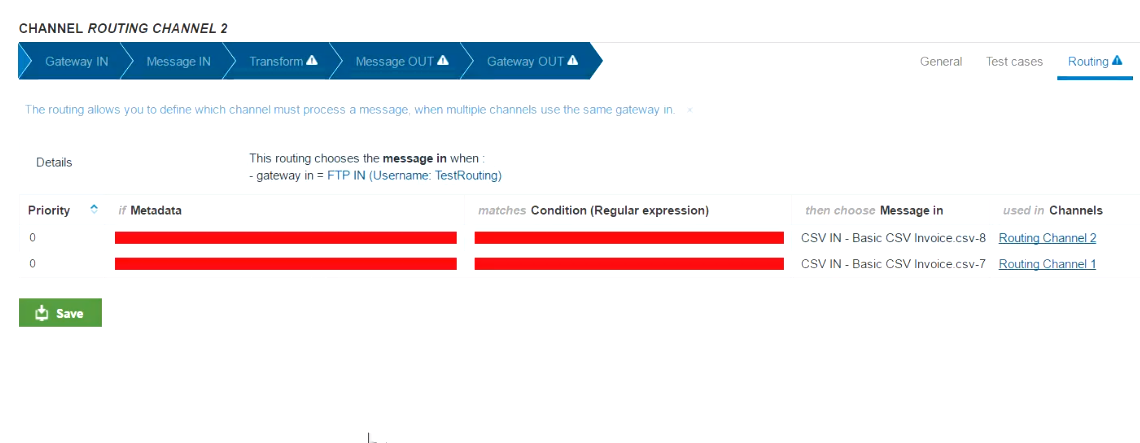 CHANNEL ROUTING CHANNEL 2
Gateway IN Message IN Transform Message OUT Gateway OUT General Test cases Routing
The routing allows you to define which channel must process a message, when multiple channels use the same gateway in. ×
Details This routing chooses the message in when :
- gateway in = FTP IN (Username: TestRouting)
Priority if Metadata matches Condition (Regular expression) then choose Message in used in Channels
0 CSV IN - Basic CSV Invoice.csv-8 Routing Channel 2
0 CSV IN - Basic CSV Invoice.csv-7 Routing Channel 1
Save